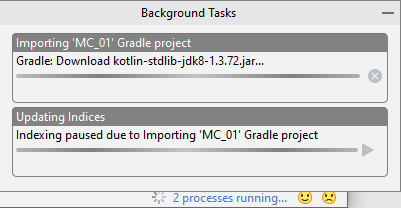 Background Tasks
Importing 'MC_01' Gradle project
Gradle: Download kotlin-stdlib-jdk8-1.3.72.jar...
Updating Indices
Indexing paused due to Importing 'MC_01' Gradle project
2 processes running...